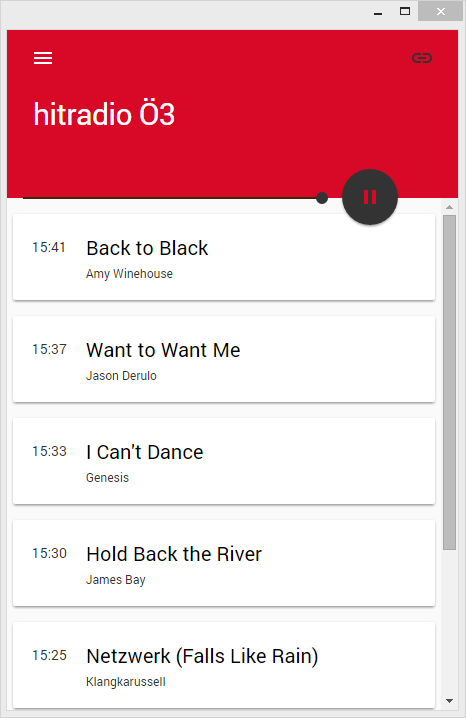 hitradio Ö3
15:41 Back to Black
Amy Winehouse
15:37 Want to Want Me
Jason Derulo
15:33 I Can't Dance
Genesis
15:30 Hold Back the River
James Bay
15:25 Netzwerk (Falls Like Rain)
Klangkarussell